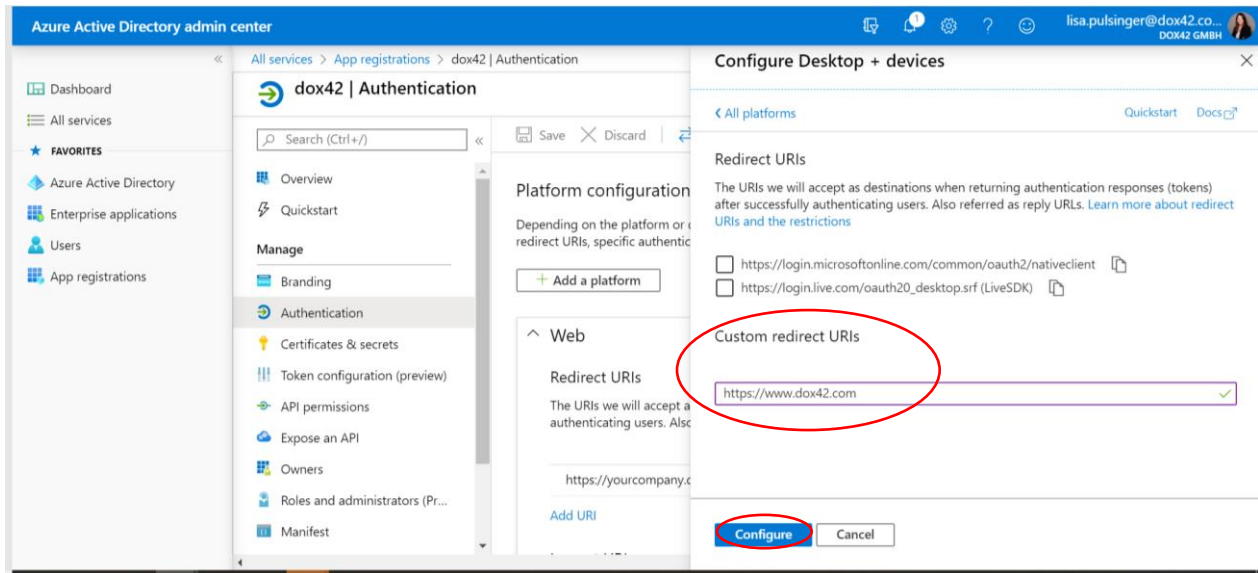 Azure Active Directory admin center
1
lisa.pulsinger@dox42.co...
DOX42 GMBH
Dashboard
All services
FAVORITES
Azure Active Directory
Enterprise applications
Users
App registrations
All services > App registrations > dox42 | Authentication
dox42 | Authentication
Search (Ctrl+/)
Overview
Quickstart
Manage
Branding
Authentication
Certificates & secrets
Token configuration (preview)
API permissions
Expose an API
Owners
Roles and administrators (Pr...
Manifest
Save Discard
Platform configuration
Depending on the platform or
redirect URIs, specific authentic
+ Add a platform
Web
Redirect URIs
The URIs we will accept a
authenticating users. Also
https://yourcompany.c
Add URI
Configure Desktop + devices
All platforms
Quickstart Docs
Redirect URIs
The URIs we will accept as destinations when returning authentication responses (tokens)
after successfully authenticating users. Also referred as reply URLs. Learn more about redirect
URIs and the restrictions
https://login.microsoftonline.com/common/oauth2/nativeclient
https://login.live.com/oauth20_desktop.srf (LiveSDK)
Custom redirect URIs
https://www.dox42.com
Configure Cancel